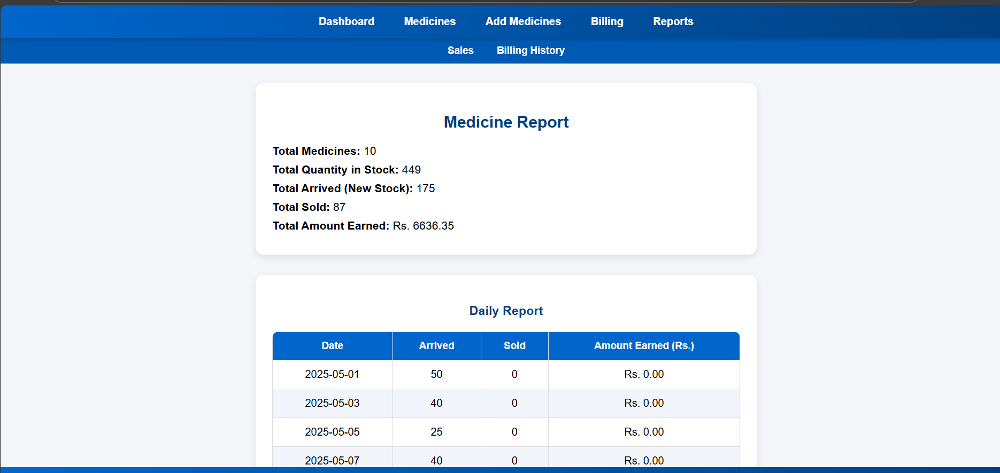 Dashboard Medicines Add Medicines Billing Reports
Sales Billing History
Medicine Report
Total Medicines: 10
Total Quantity in Stock: 449
Total Arrived (New Stock): 175
Total Sold: 87
Total Amount Earned: Rs. 6636.35
Daily Report
Date Arrived Sold Amount Earned (Rs.)
2025-05-01 50 0 Rs. 0.00
2025-05-03 40 0 Rs. 0.00
2025-05-05 25 0 Rs. 0.00
2025-05-07 40 0 Rs. 0.00